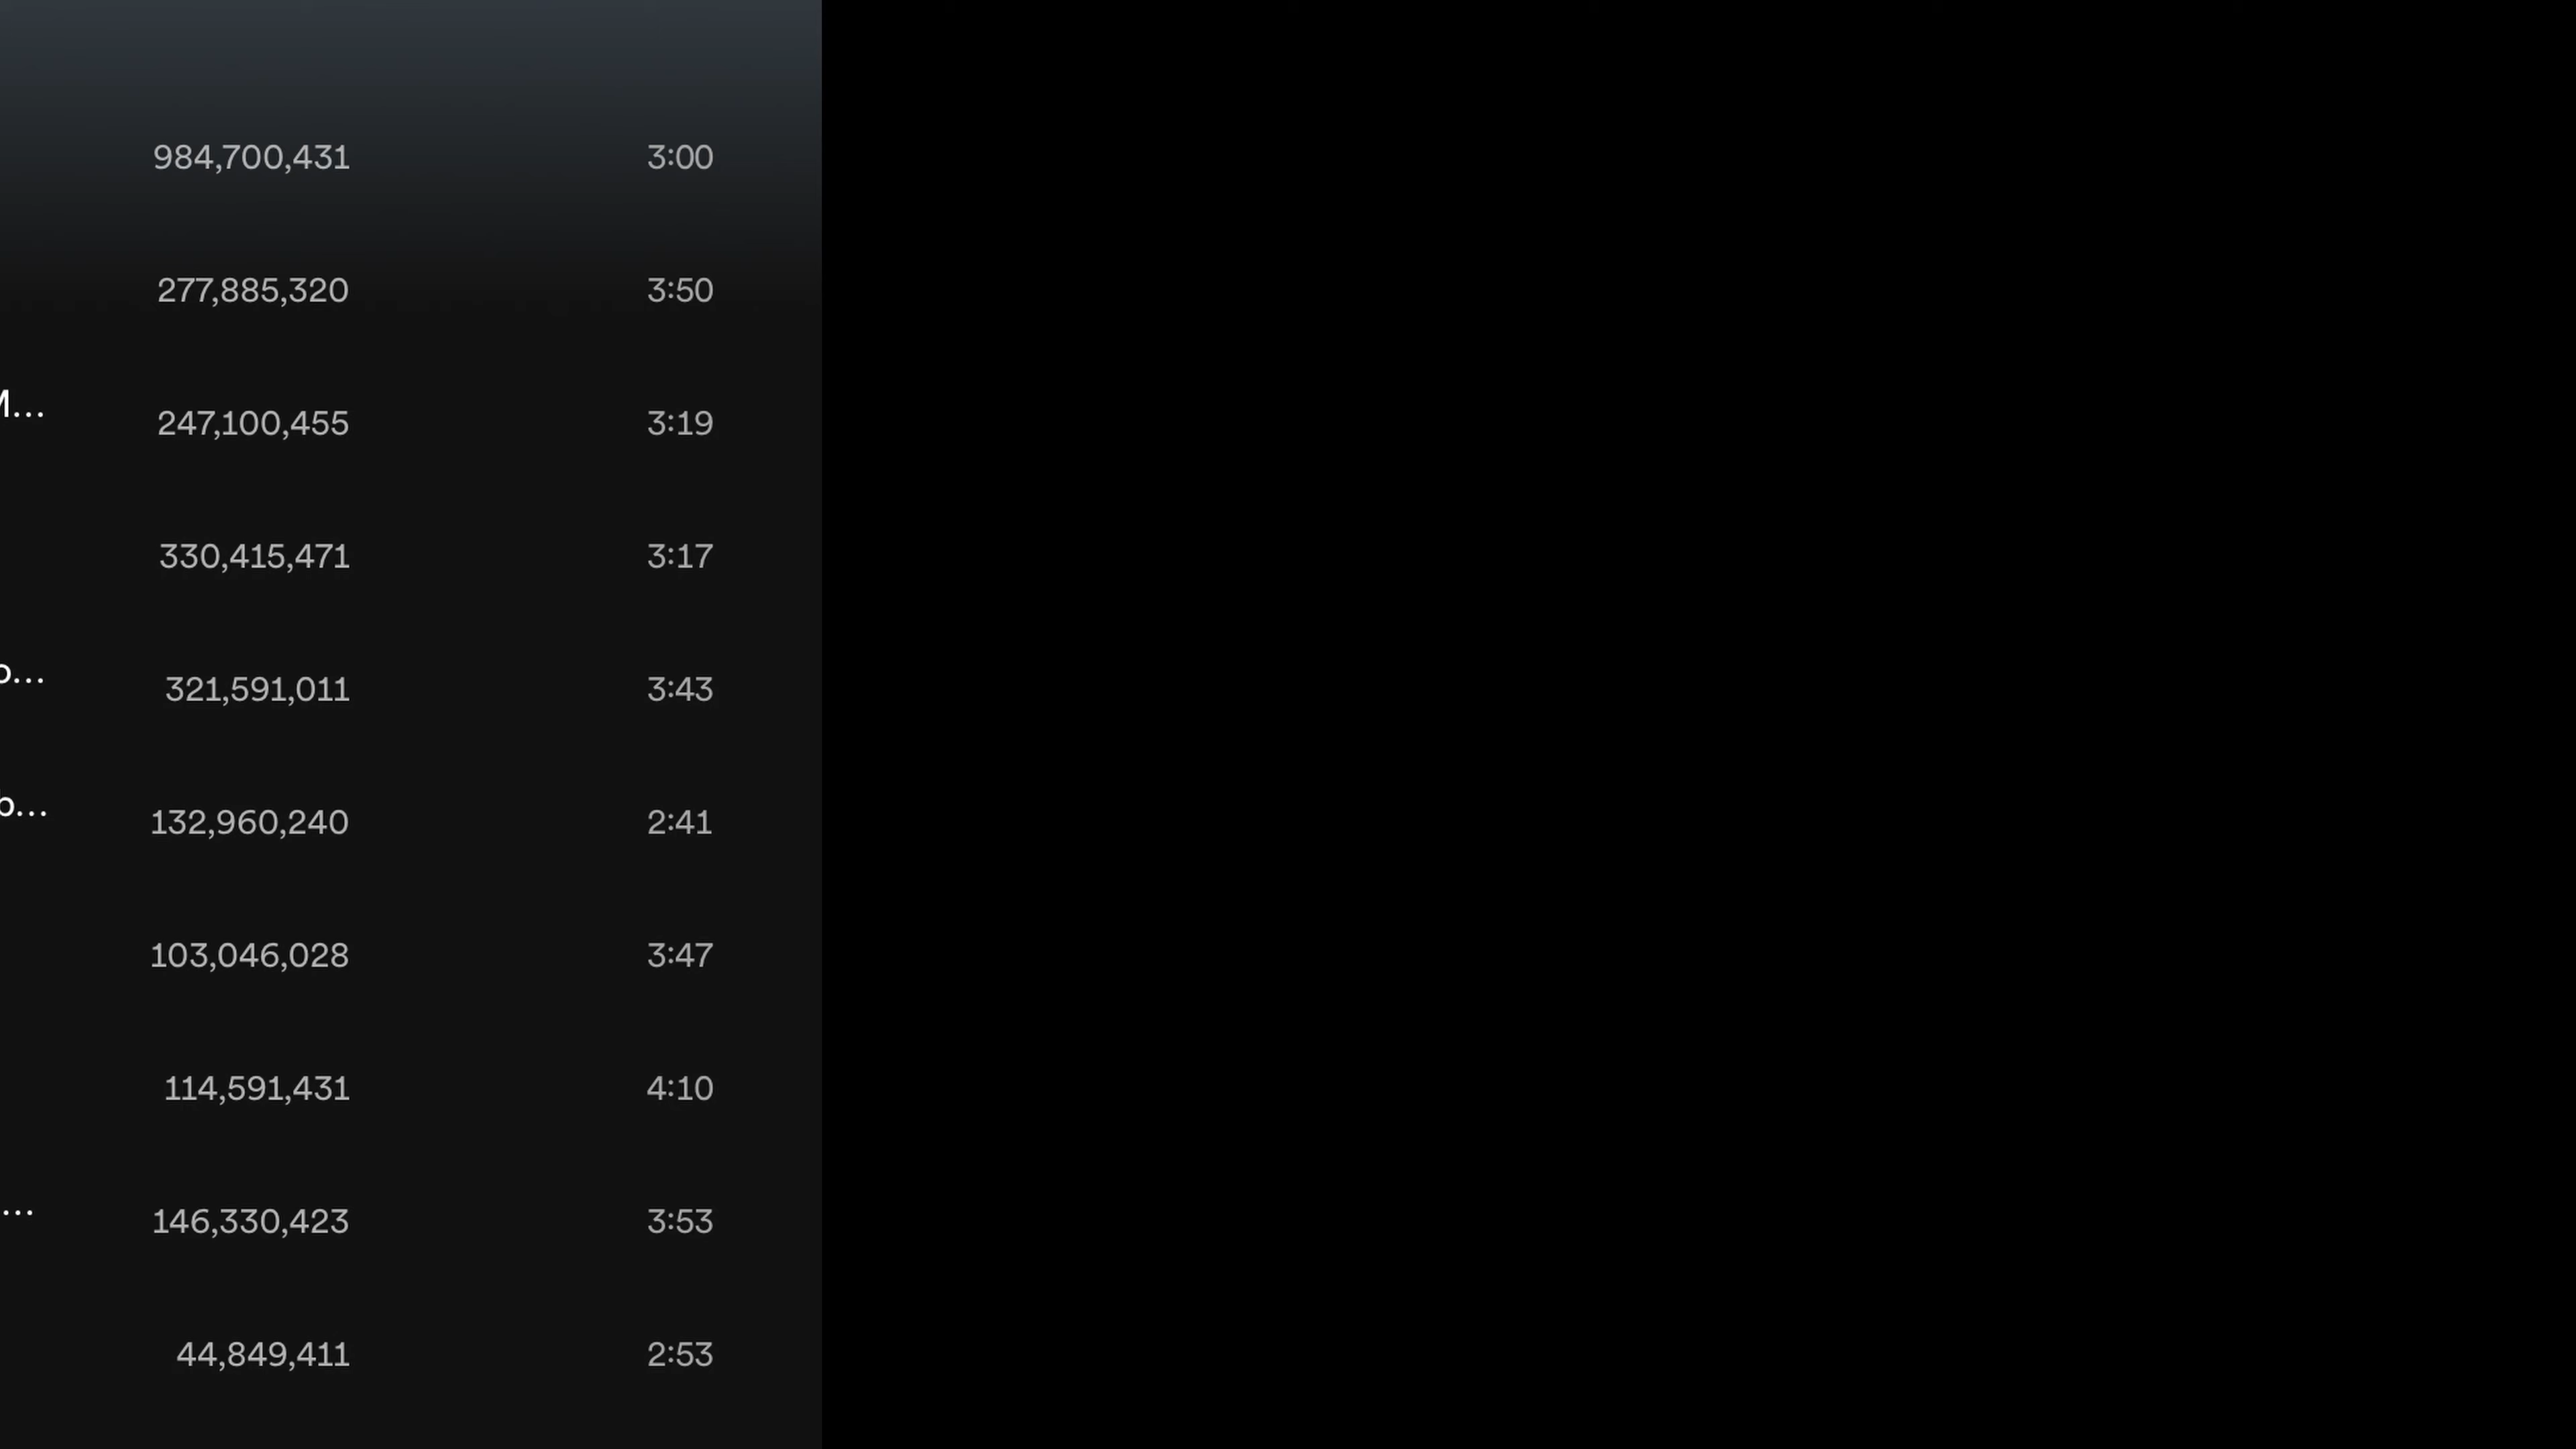 984,700,431 3:00
277,885,320 3:50
M... 247,100,455 3:19
330,415,471 3:17
... 321,591,011 3:43
b... 132,960,240 2:41
103,046,028 3:47
114,591,431 4:10
... 146,330,423 3:53
44,849,411 2:53